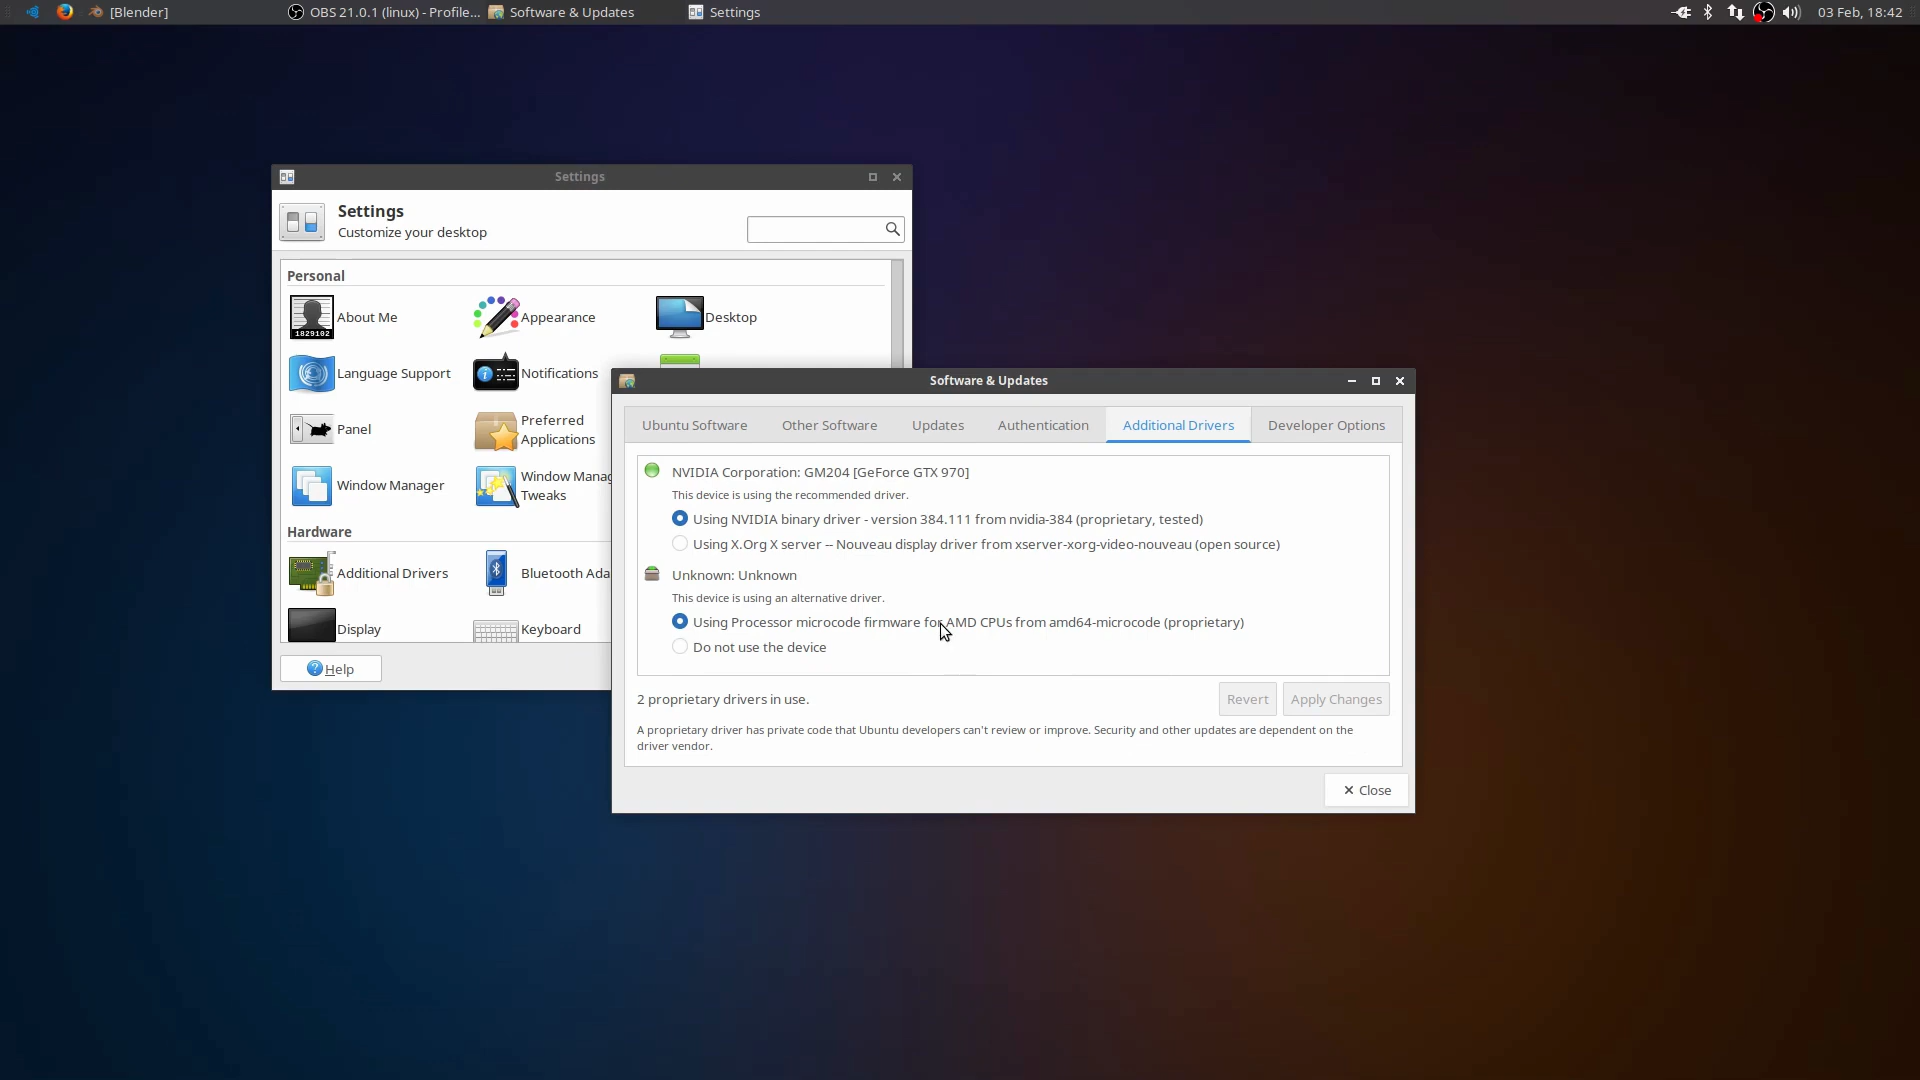 [Blender] OBS 21.0.1 (linux) - Profile... Software & Updates Settings 03 Feb, 18:42
Settings
Settings
Customize your desktop
Personal
About Me Appearance Desktop
Language Support Notifications
Panel Preferred Applications
Window Manager Window Manag Tweaks
Hardware
Additional Drivers Bluetooth Ada
Display Keyboard
Help
1829102
Software & Updates
Ubuntu Software Other Software Updates Authentication Additional Drivers Developer Options
NVIDIA Corporation: GM204 [GeForce GTX 970]
This device is using the recommended driver.
Using NVIDIA binary driver - version 384.111 from nvidia-384 (proprietary, tested)
Using X.Org X server -- Nouveau display driver from xserver-xorg-video-nouveau (open source)
Unknown: Unknown
This device is using an alternative driver.
Using Processor microcode firmware for AMD CPUs from amd64-microcode (proprietary)
Do not use the device
2 proprietary drivers in use. Revert Apply Changes
A proprietary driver has private code that Ubuntu developers can't review or improve. Security and other updates are dependent on the
driver vendor.
Close